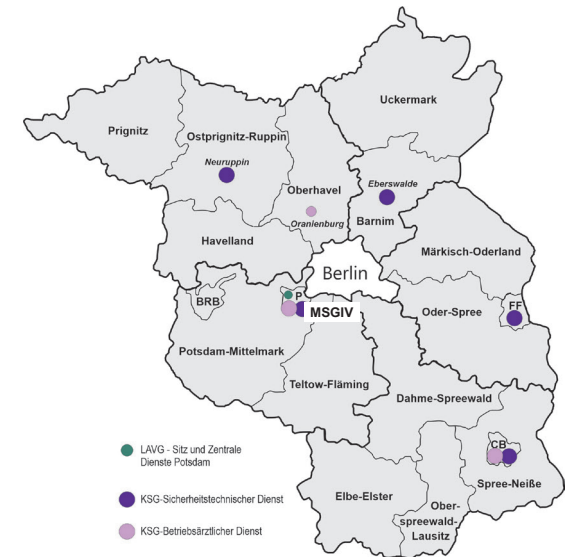 Uckermark
Prignitz
Ostprignitz-Ruppin
Neuruppin
Oberhavel
Eberswalde
Oranienburg
Barnim
Havelland
Märkisch-Oderland
Berlin
BRB
P
MSGIV
Oder-Spree
FF
Potsdam-Mittelmark
Teltow-Fläming
Dahme-Spreewald
CB
Spree-Neiße
Elbe-Elster
Ober-
spreewald-
Lausitz
LAVG - Sitz und Zentrale
Dienste Potsdam
KSG-Sicherheitstechnischer Dienst
KSG-Betriebsärztlicher Dienst